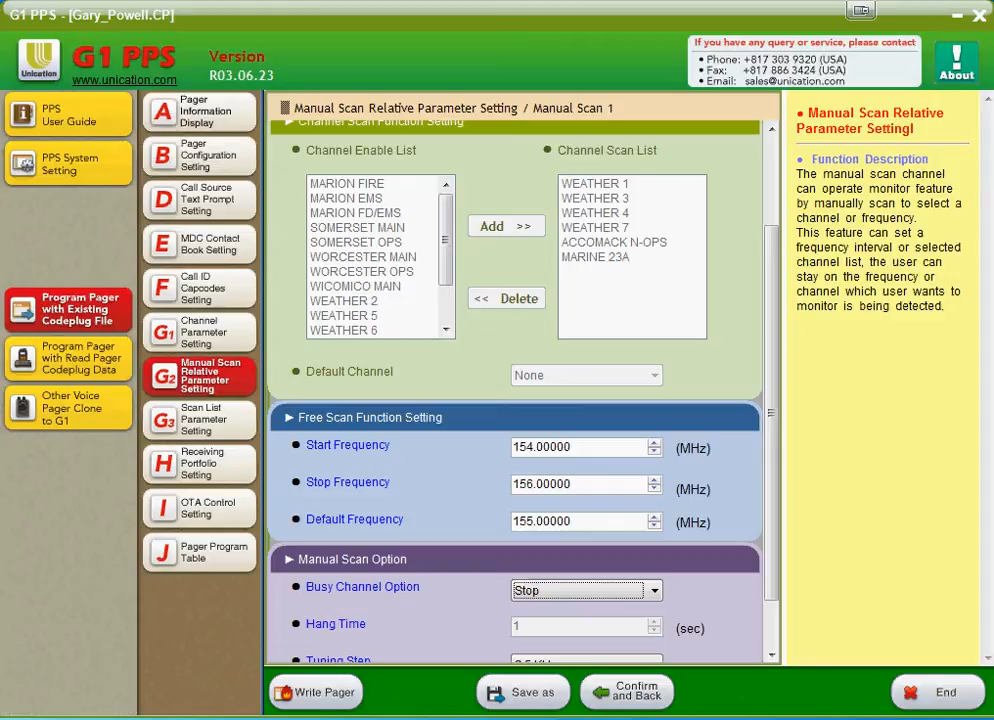 G1 PPS - [Gary_Powell.CP]
Unication
G1 PPS
www.unication.com
Version
R03.06.23
If you have any query or service, please contact
• Phone: +817 303 9320 (USA)
• Fax: +817 886 3424 (USA)
• Email: sales@unication.com
About
PPS
User Guide
PPS System
Setting
Program Pager
with Existing
Codeplug File
Program Pager
with Read Pager
Codeplug Data
Other Voice
Pager Clone
to G1
A Pager
Information
Display
B Pager
Configuration
Setting
D Call Source
Text Prompt
Setting
E MDC Contact
Book Setting
F Call ID
Capcodes
Setting
G1 Channel
Parameter
Setting
G2 Manual Scan
Relative
Parameter
Setting
G3 Scan List
Parameter
Setting
H Receiving
Portfolio
Setting
I OTA Control
Setting
J Pager Program
Table
Manual Scan Relative Parameter Setting / Manual Scan 1
Channel Scan Function Setting
Channel Enable List
MARION FIRE
MARION EMS
MARION FD/EMS
SOMERSET MAIN
SOMERSET OPS
WORCESTER MAIN
WORCESTER OPS
WICOMICO MAIN
WEATHER 2
WEATHER 5
WEATHER 6
Add >>
<< Delete
Channel Scan List
WEATHER 1
WEATHER 3
WEATHER 4
WEATHER 7
ACCOMACK N-OPS
MARINE 23A
Default Channel None
Free Scan Function Setting
Start Frequency 154.00000 (MHz)
Stop Frequency 156.00000 (MHz)
Default Frequency 155.00000 (MHz)
Manual Scan Option
Busy Channel Option Stop
Hang Time 1 (sec)
Tuning Step
Manual Scan Relative
Parameter Setting!
Function Description
The manual scan channel
can operate monitor feature
by manually scan to select a
channel or frequency.
This feature can set a
frequency interval or selected
channel list, the user can
stay on the frequency or
channel which user wants to
monitor is being detected.
Write Pager
Save as
Confirm
and Back
End